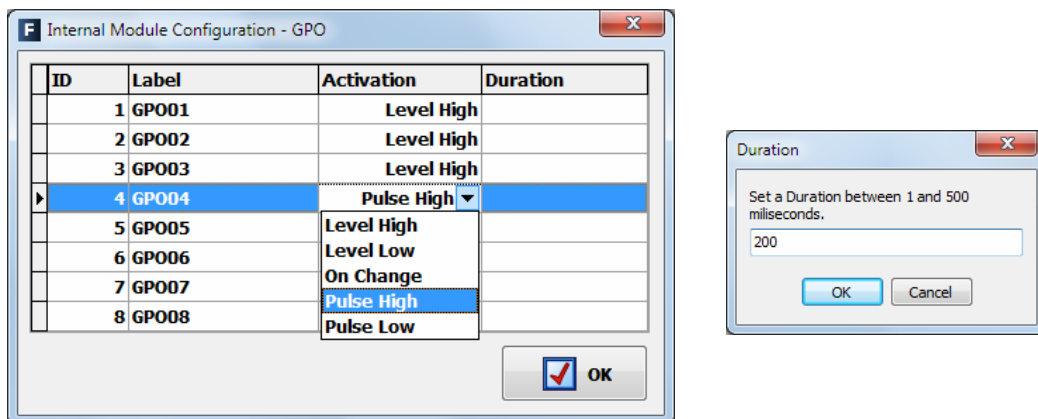 F Internal Module Configuration - GPO
ID Label Activation Duration
1 GPO01 Level High
2 GPO02 Level High
3 GPO03 Level High
4 GPO04 Pulse High
5 GPO05 Level High
6 GPO06 Level Low
7 GPO07 On Change
8 GPO08 Pulse High
Pulse Low
OK
Duration
Set a Duration between 1 and 500
miliseconds.
200
OK Cancel